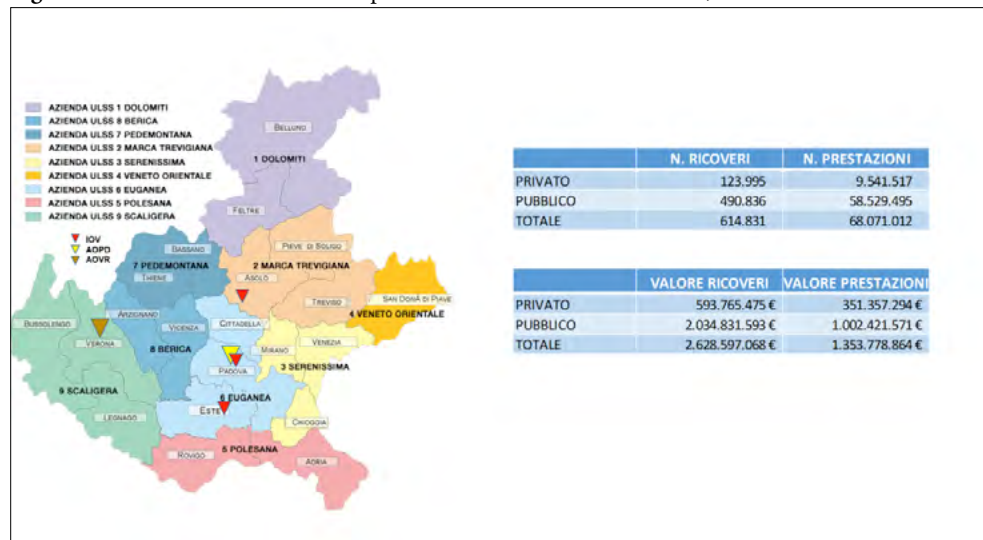 AZIENDA ULSS 1 DOLOMITI
AZIENDA ULSS 8 BERICA
AZIENDA ULSS 7 PEDEMONTANA
AZIENDA ULSS 2 MARCA TREVIGIANA
AZIENDA ULSS 3 SERENISSIMA
AZIENDA ULSS 4 VENETO ORIENTALE
AZIENDA ULSS 6 EUGANEA
AZIENDA ULSS 5 POLESANA
AZIENDA ULSS 9 SCALIGERA
IOV
AOPD
AOVR
BELLUNO
1 DOLOMITI
FELTRE
BASSANO
PIEVE DI SOLIGO
7 PEDEMONTANA
2 MARCA TREVIGIANA
THIENE
ASOLO
TREVISO
SAN DONÀ DI PIAVE
4 VENETO ORIENTALE
ARZIGNANO
CITTADELLA
BUSSOLENGO
VICENZA
VERONA
VENEZIA
8 BERICA
MIRANO
3 SERENISSIMA
PADOVA
9 SCALIGERA
6 EUGANEA
ESTE
LEGNAGO
CHIOGGIA
5 POLESANA
ROVIGO
ADRIA
N. RICOVERI N. PRESTAZIONI
PRIVATO 123.995 9.541.517
PUBBLICO 490.836 58.529.495
TOTALE 614.831 68.071.012
VALORE RICOVERI VALORE PRESTAZIONI
PRIVATO 593.765.475 € 351.357.294 €
PUBBLICO 2.034.831.593 € 1.002.421.571 €
TOTALE 2.628.597.068 € 1.353.778.864 €